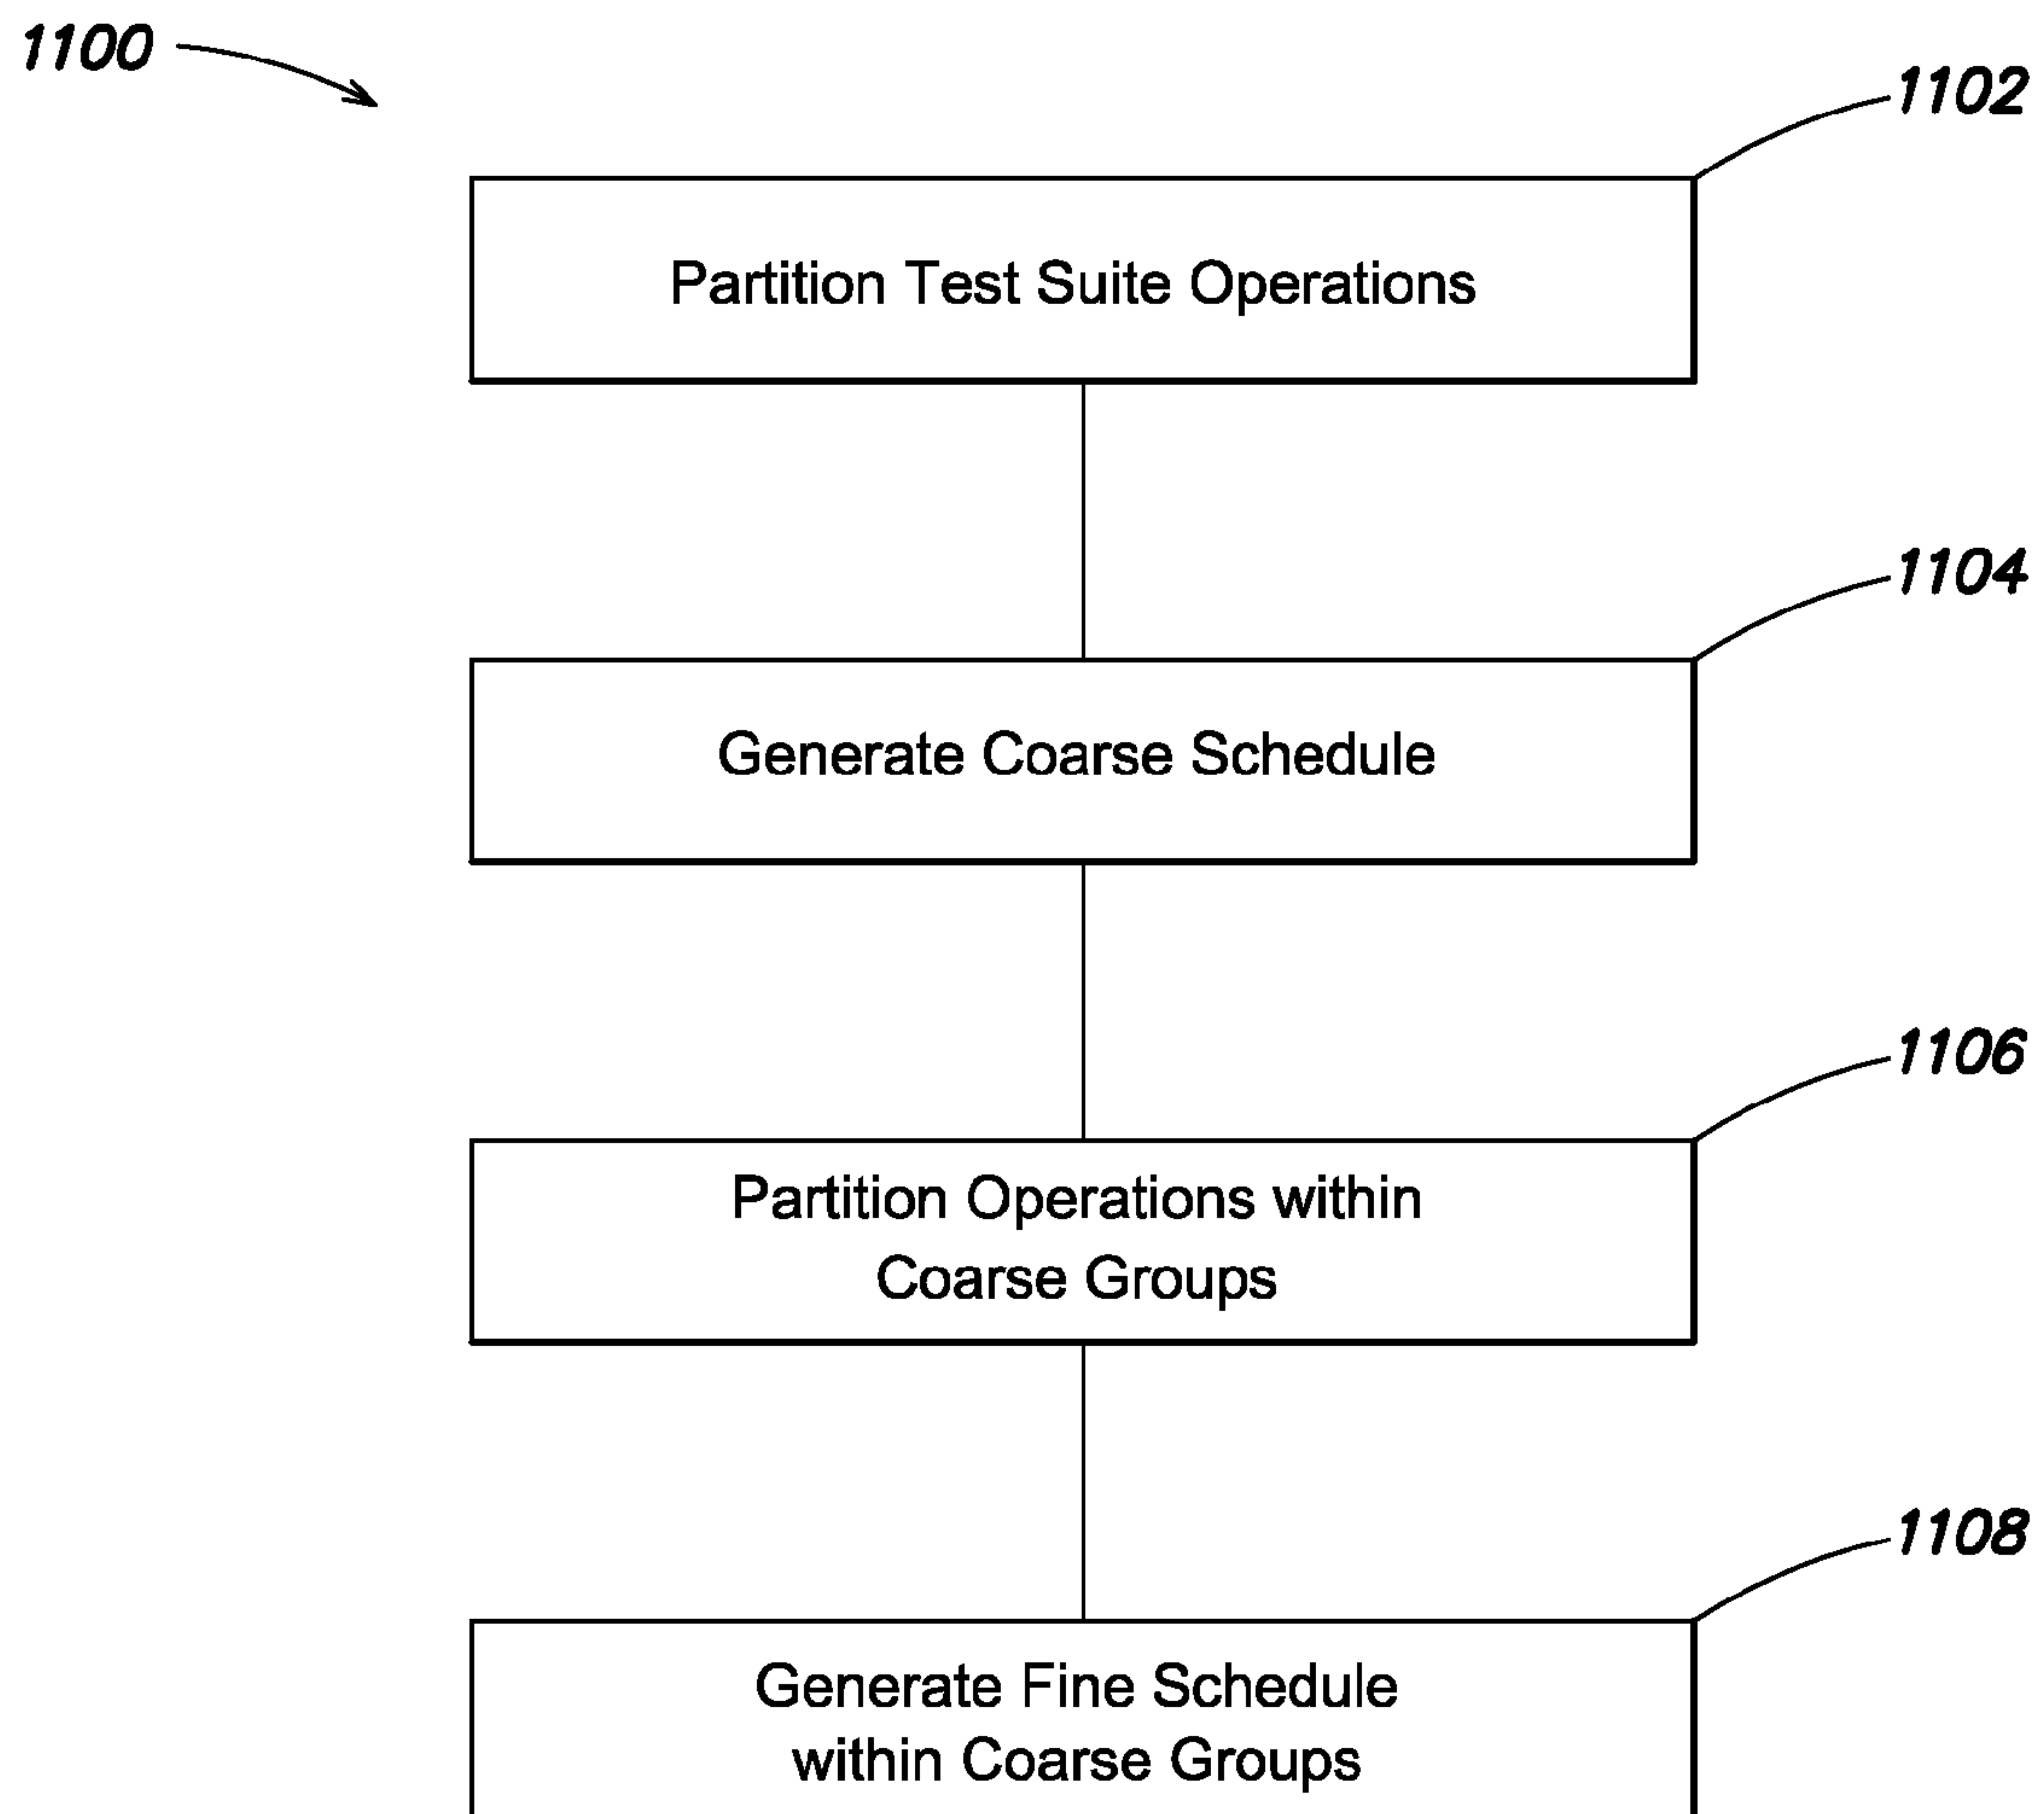 1100
1102
Partition Test Suite Operations
1104
Generate Coarse Schedule
1106
Partition Operations within
Coarse Groups
1108
Generate Fine Schedule
within Coarse Groups